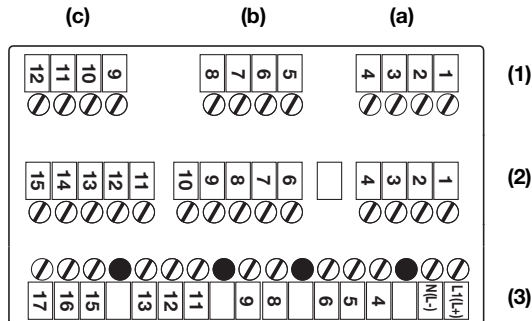 (c) (b) (a)
12 11 10 9 8 7 6 5 4 3 2 1 (1)
15 14 13 12 11 10 9 8 7 6 4 3 2 1 (2)
17 16 15 13 12 11 9 8 6 5 4 N(L-) L1(L+) (3)